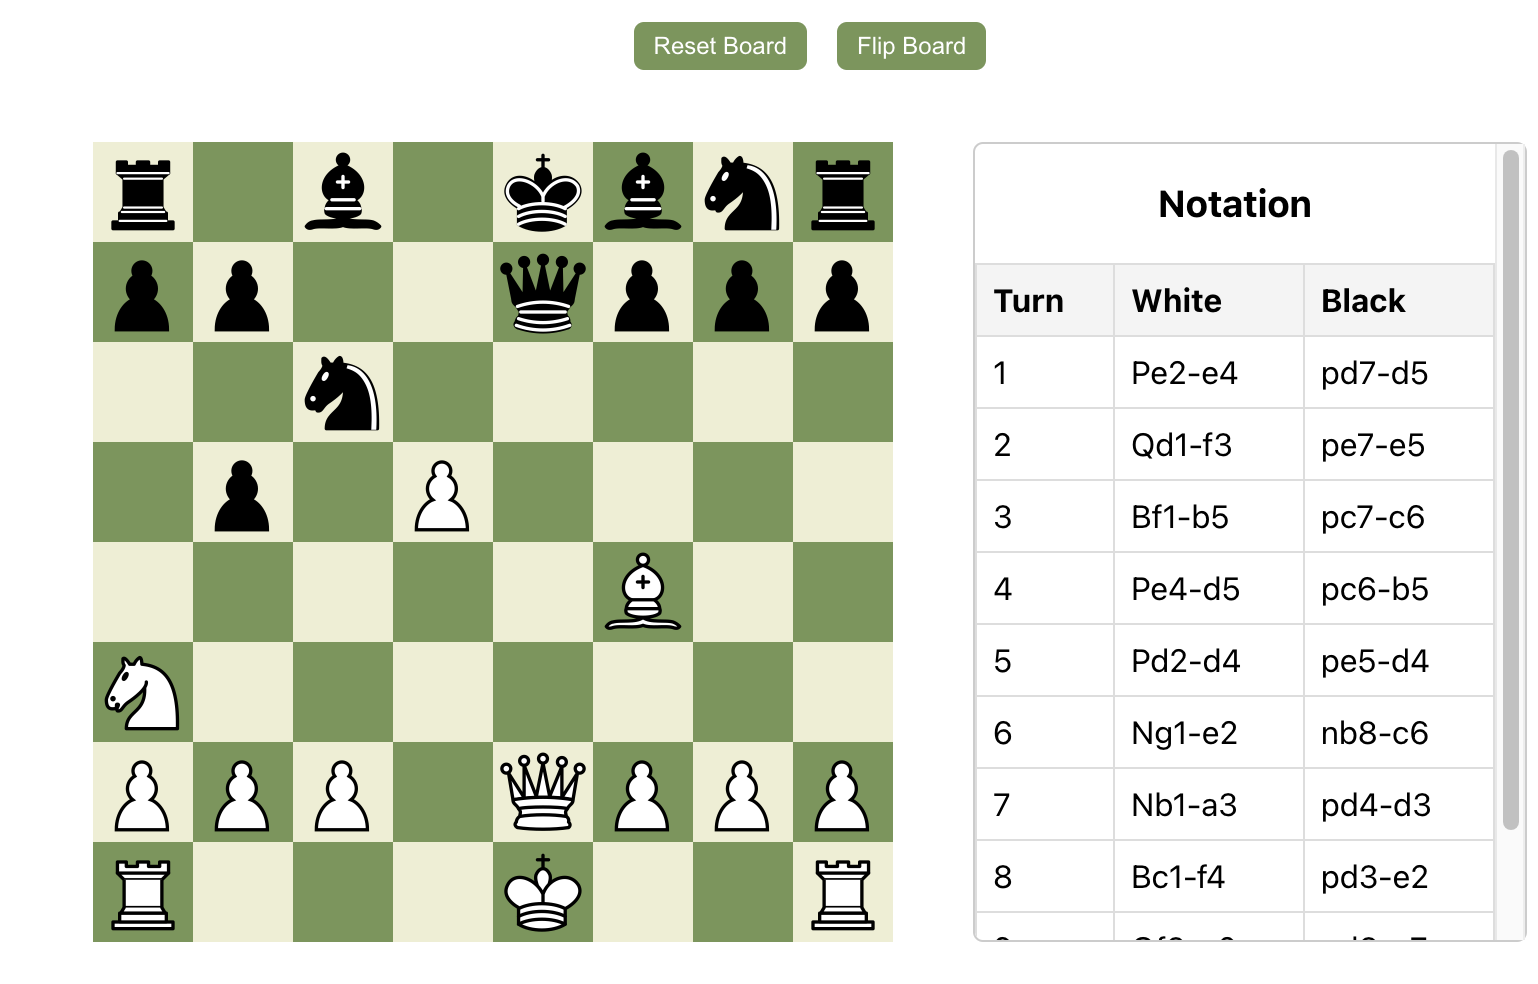 Reset Board Flip Board
Notation
Turn White Black
1 Pe2-e4 pd7-d5
2 Qd1-f3 pe7-e5
3 Bf1-b5 pc7-c6
4 Pe4-d5 pc6-b5
5 Pd2-d4 pe5-d4
6 Ng1-e2 nb8-c6
7 Nb1-a3 pd4-d3
8 Bc1-f4 pd3-e2